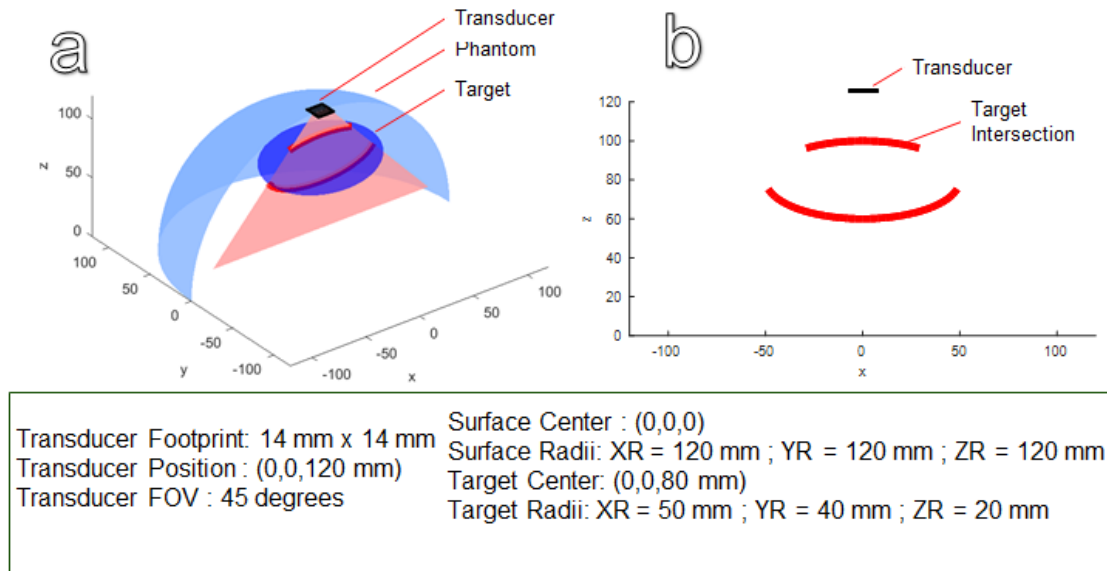 a
Transducer
Phantom
Target
100
50
0
z
100
50
0
-50
-100
y
-100
-50
0
50
100
x
b
Transducer
Target
Intersection
120
100
80
60
40
20
0
z
-100
-50
0
50
100
x
Transducer Footprint: 14 mm x 14 mm
Transducer Position : (0,0,120 mm)
Transducer FOV : 45 degrees
Surface Center : (0,0,0)
Surface Radii: XR = 120 mm ; YR = 120 mm ; ZR = 120 mm
Target Center: (0,0,80 mm)
Target Radii: XR = 50 mm ; YR = 40 mm ; ZR = 20 mm